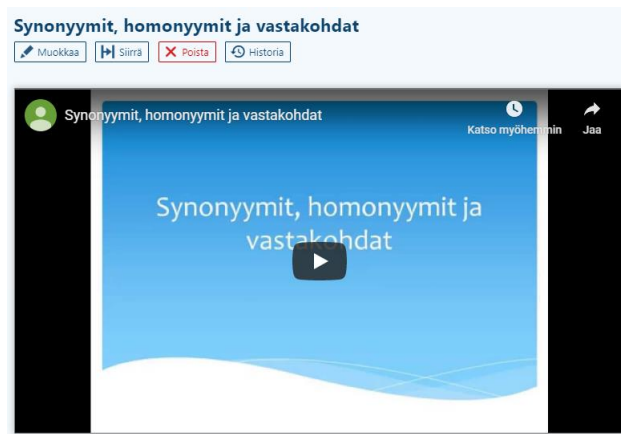 Synonyymit, homonyymit ja vastakohdat
Muokkaa Siirrä Poista Historia
Synonyymit, homonyymit ja vastakohdat
Katso myöhemmin Jaa
Synonyymit, homonyymit ja
vastakohdat